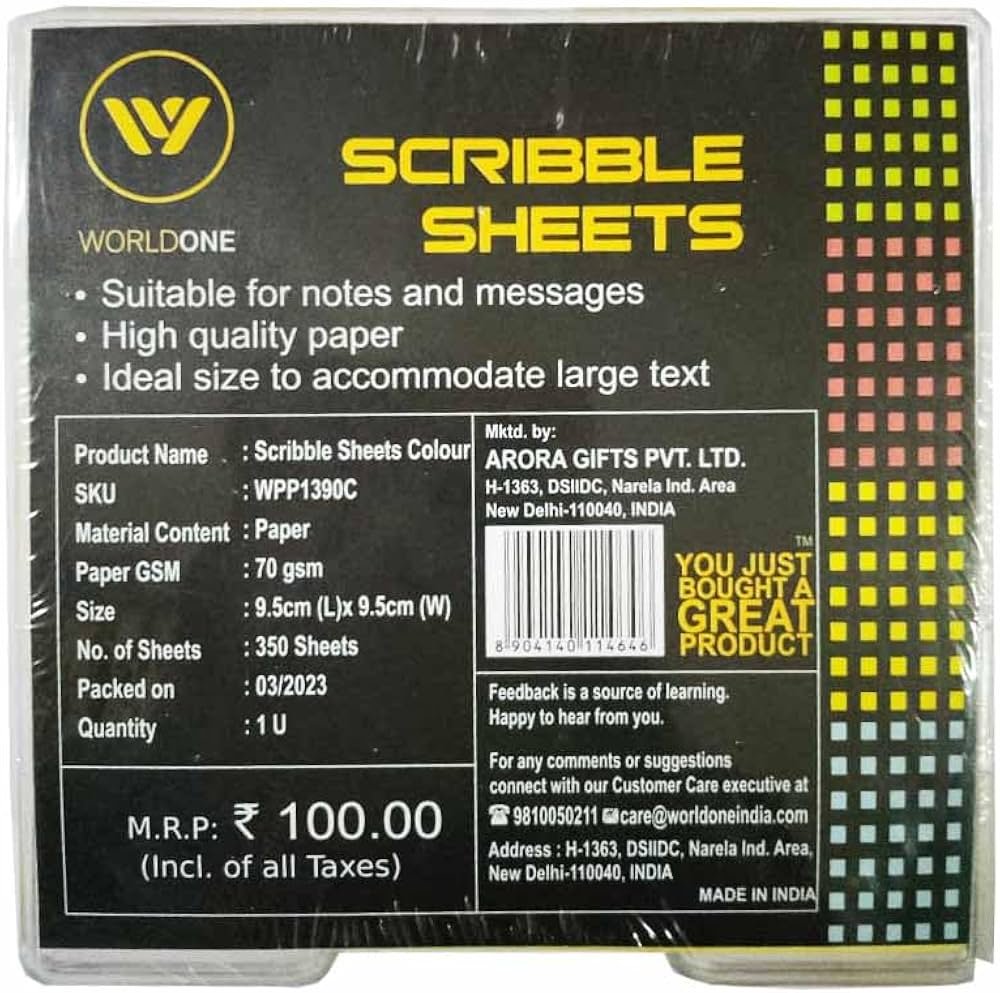 WORLDONE
SCRIBBLE
SHEETS
• Suitable for notes and messages
• High quality paper
• Ideal size to accommodate large text
Product Name : Scribble Sheets Colour
SKU : WPP1390C
Material Content : Paper
Paper GSM : 70 gsm
Size : 9.5cm (L)x 9.5cm (W)
No. of Sheets : 350 Sheets
Packed on : 03/2023
Quantity : 1 U
M.R.P: ₹ 100.00
(Incl. of all Taxes)
Mktd. by:
ARORA GIFTS PVT. LTD.
H-1363, DSIIDC, Narela Ind. Area
New Delhi-110040, INDIA
8 904140 114646
TM
YOU JUST
BOUGHT A
GREAT
PRODUCT
Feedback is a source of learning.
Happy to hear from you.
For any comments or suggestions
connect with our Customer Care executive at
☎ 9810050211 ✉care@worldoneindia.com
Address : H-1363, DSIIDC, Narela Ind. Area,
New Delhi-110040, INDIA
MADE IN INDIA